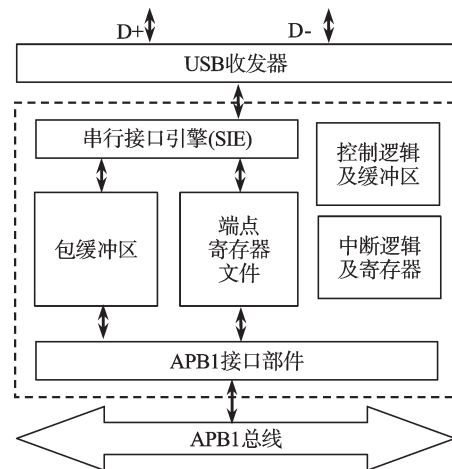 D+
D-
USB收发器
串行接口引擎(SIE)
控制逻辑
及缓冲区
包缓冲区
端点
寄存器
文件
中断逻辑
及寄存器
APB1接口部件
APB1总线